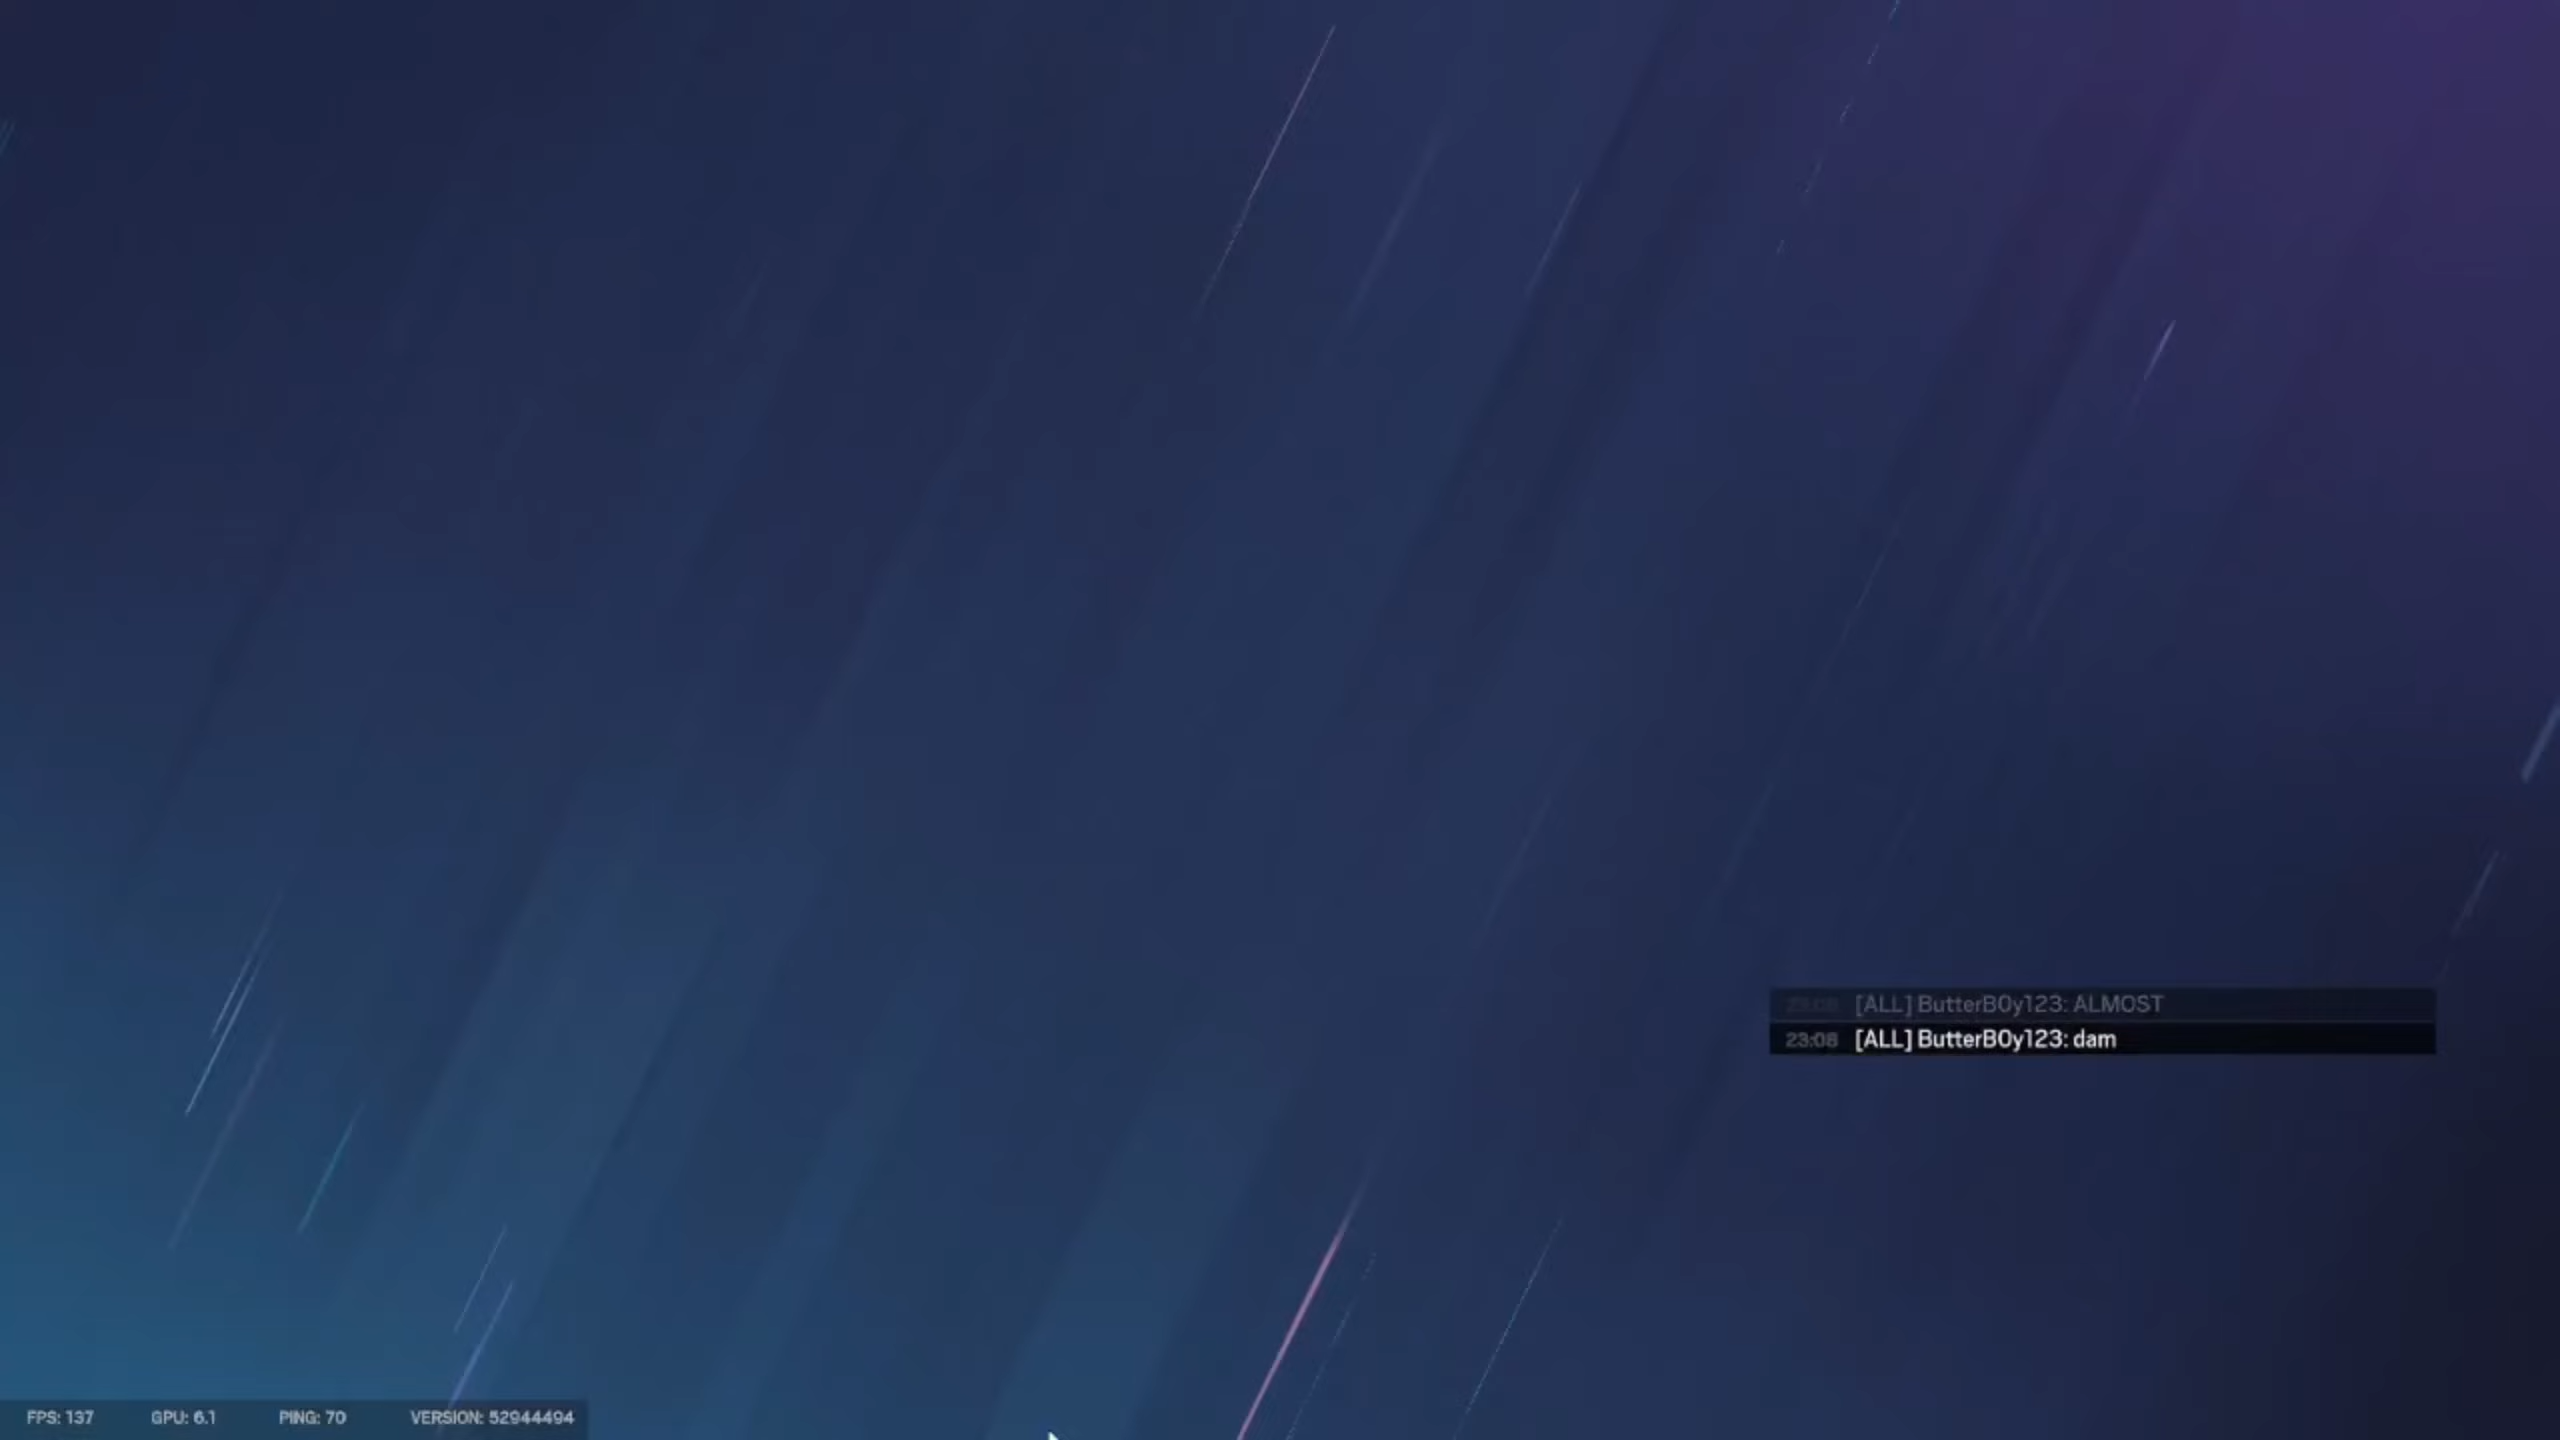 [ALL] ButterB0y123: ALMOST
23:08 [ALL] ButterB0y123: dam
FPS: 137 GPU: 6.1 PING: 70 VERSION: 52944494